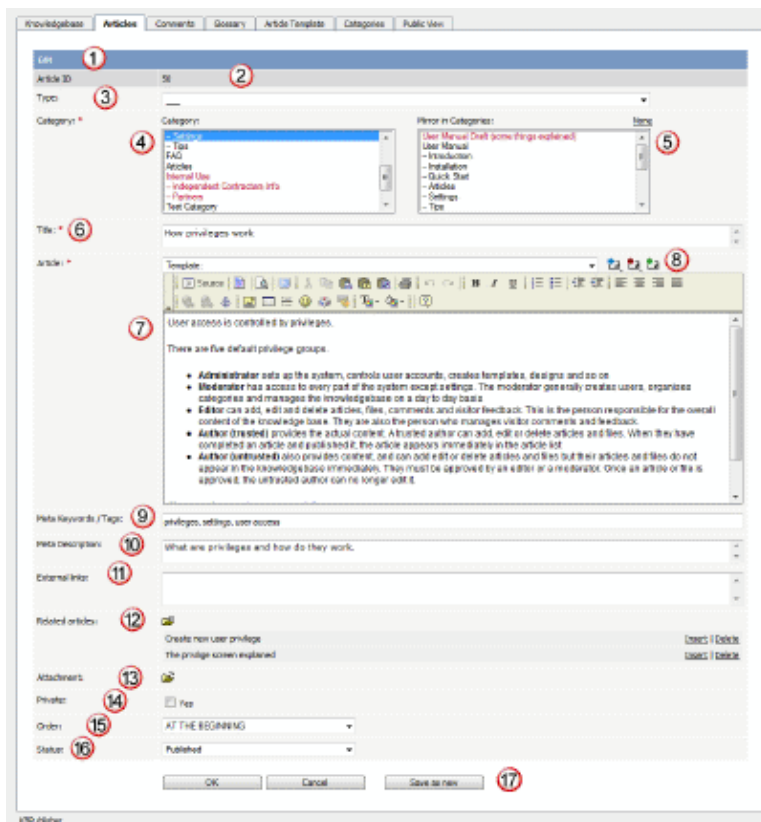 Knowledgebase Articles Comments Glossary Article Template Categories Public View
Edit 1
Article ID 50 2
Type: 3 ___
Category: * Category: Mirror in Categories: None
4 5
-- Settings
-- Tips
FAQ
Articles
Internal Use
-- Independent Contractors Info
-- Partners
Test Category
User Manual Draft (some things explained)
User Manual
-- Introduction
-- Installation
-- Quick Start
-- Articles
-- Settings
-- Tips
Title: * 6 How privileges work
Article: * Template: 8
Source B I U
7
User access is controlled by privileges.
There are five default privilege groups.
• Administrator sets up the system, controls user accounts, creates templates, designs and so on
• Moderator has access to every part of the system except settings. The moderator generally creates users, organises
categories and manages the knowledgebase on a day to day basis
• Editor can add, edit and delete articles, files, comments and visitor feedback. This is the person responsible for the overall
content of the knowledge base. They are also the person who manages visitor comments and feedback.
• Author (trusted) provides the actual content. A trusted author can add, edit or delete articles and files. When they have
completed an article and published it, the article appears immediately in the article list
• Author (untrusted) also provides content, and can add edit or delete articles and files but their articles and files do not
appear in the knowledgebase immediately. They must be approved by an editor or a moderator. Once an article or file is
approved, the untrusted author can no longer edit it.
Meta Keywords / Tags: 9 privileges, settings, user access
Meta Description: 10 What are privileges and how do they work.
External links: 11
Related articles: 12
Create new user privilege Insert | Delete
The privilige screen explained Insert | Delete
Attachment: 13
Private: 14 Yes
Order: 15 AT THE BEGINNING
Status: 16 Published
OK Cancel Save as new 17